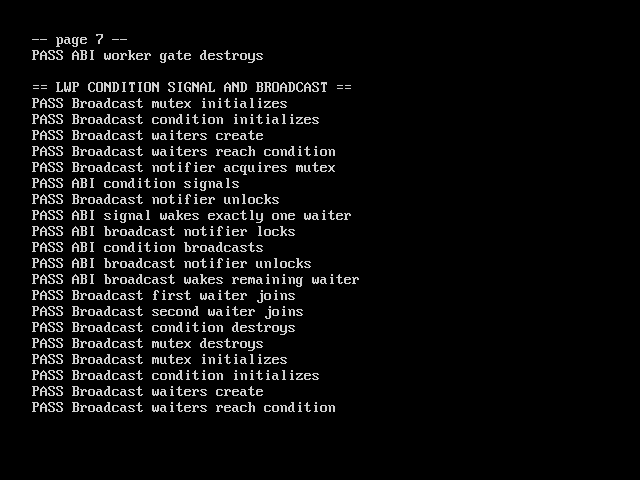 -- page 7 --
PASS ABI worker gate destroys

== LWP CONDITION SIGNAL AND BROADCAST ==
PASS Broadcast mutex initializes
PASS Broadcast condition initializes
PASS Broadcast waiters create
PASS Broadcast waiters reach condition
PASS Broadcast notifier acquires mutex
PASS ABI condition signals
PASS Broadcast notifier unlocks
PASS ABI signal wakes exactly one waiter
PASS ABI broadcast notifier locks
PASS ABI condition broadcasts
PASS ABI broadcast notifier unlocks
PASS ABI broadcast wakes remaining waiter
PASS Broadcast first waiter joins
PASS Broadcast second waiter joins
PASS Broadcast condition destroys
PASS Broadcast mutex destroys
PASS Broadcast mutex initializes
PASS Broadcast condition initializes
PASS Broadcast waiters create
PASS Broadcast waiters reach condition